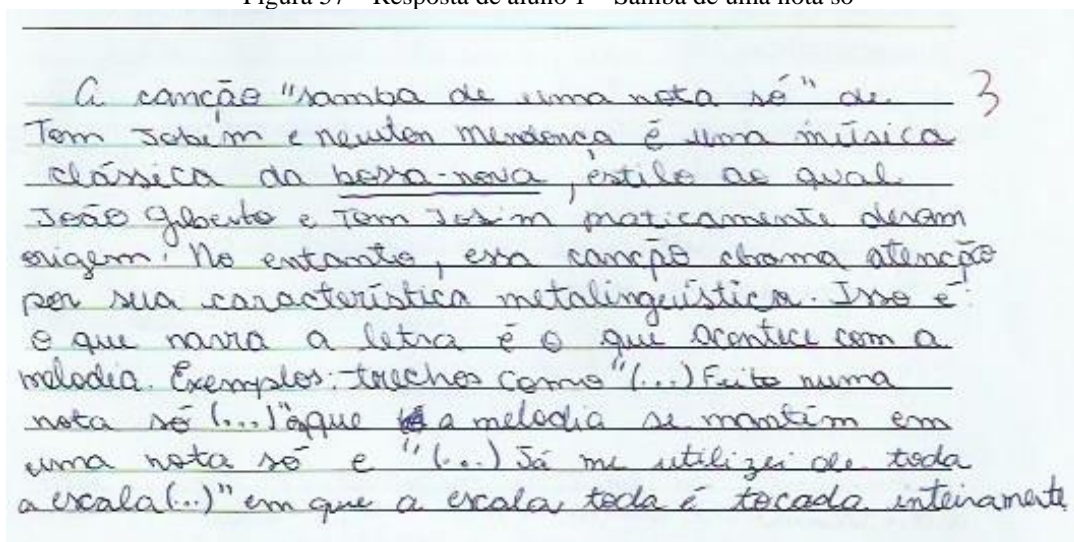 Figura 37 – Resposta de aluno 1 – Samba de uma nota só
A canção "samba de uma nota só" de 3
Tom Jobim e newton mendonça é uma música
clássica da bossa-nova, estilo ao qual
João Gilberto e Tom Jobim praticamente deram
origem. No entanto, essa canção chama atenção
por sua característica metalinguística. Isso é:
o que narra a letra é o que acontece com a
melodia. Exemplos: trechos como "(...) Feito numa
nota só (...)" que a melodia se mantém em
uma nota só e "(...) Já me utilizei de toda
a escala (...)" em que a escala toda é tocada inteiramente